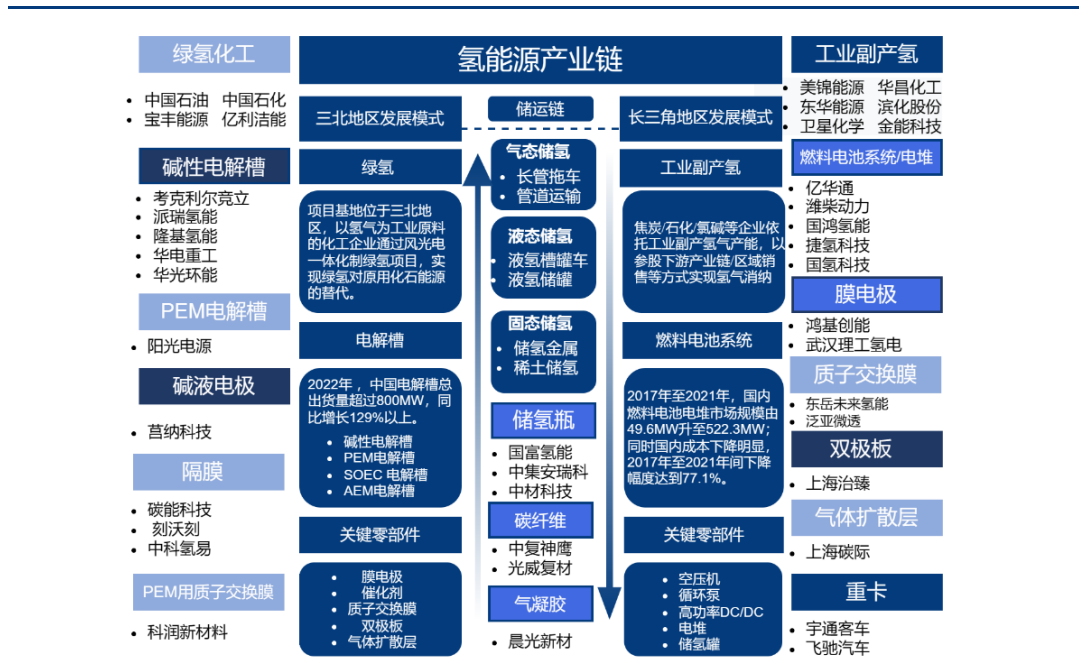 氢能源产业链
绿氢化工
• 中国石油 中国石化
• 宝丰能源 亿利洁能
碱性电解槽
• 考克利尔竞立
• 派瑞氢能
• 隆基氢能
• 华电重工
• 华光环能
PEM电解槽
• 阳光电源
碱液电极
• 莒纳科技
隔膜
• 碳能科技
• 刻沃刻
• 中科氢易
PEM用质子交换膜
• 科润新材料
三北地区发展模式
绿氢
项目基地位于三北地
区，以氢气为工业原料
的化工企业通过风光电
一体化制绿氢项目，实
现绿氢对原用化石能源
的替代。
电解槽
2022年，中国电解槽总
出货量超过800MW，同
比增长129%以上。
• 碱性电解槽
• PEM电解槽
• SOEC 电解槽
• AEM电解槽
关键零部件
• 膜电极
• 催化剂
• 质子交换膜
• 双极板
• 气体扩散层
储运链
气态储氢
• 长管拖车
• 管道运输
液态储氢
• 液氢槽罐车
• 液氢储罐
固态储氢
• 储氢金属
• 稀土储氢
储氢瓶
• 国富氢能
• 中集安瑞科
• 中材科技
碳纤维
• 中复神鹰
• 光威复材
气凝胶
• 晨光新材
长三角地区发展模式
工业副产氢
焦炭/石化/氯碱等企业依
托工业副产氢气产能，以
参股下游产业链/区域销
售等方式实现氢气消纳
燃料电池系统
2017年至2021年，国内
燃料电池电堆市场规模由
49.6MW升至522.3MW；
同时国内成本下降明显，
2017年至2021年间下降
幅度达到77.1%。
关键零部件
• 空压机
• 循环泵
• 高功率DC/DC
• 电堆
• 储氢罐
工业副产氢
• 美锦能源 华昌化工
• 东华能源 滨化股份
• 卫星化学 金能科技
燃料电池系统/电堆
• 亿华通
• 潍柴动力
• 国鸿氢能
• 捷氢科技
• 国氢科技
膜电极
• 鸿基创能
• 武汉理工氢电
质子交换膜
• 东岳未来氢能
• 泛亚微透
双极板
• 上海治臻
气体扩散层
• 上海碳际
重卡
• 宇通客车
• 飞驰汽车